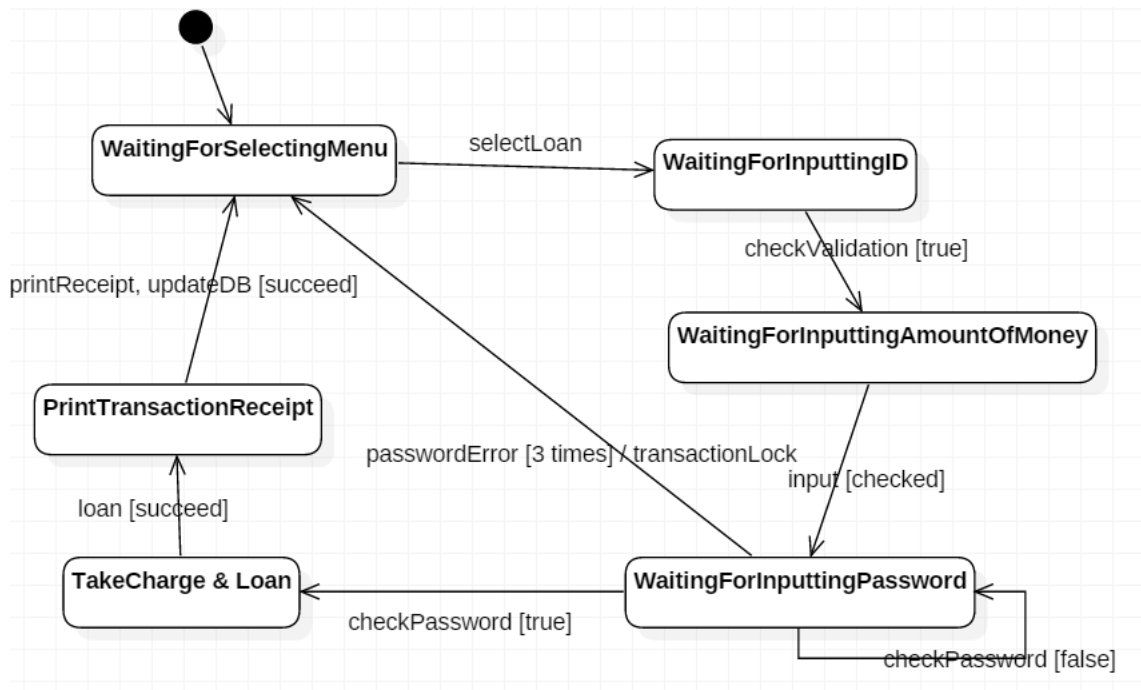 WaitingForSelectingMenu
selectLoan
WaitingForInputtingID
checkValidation [true]
printReceipt, updateDB [succeed]
WaitingForInputtingAmountOfMoney
PrintTransactionReceipt
passwordError [3 times] / transactionLock
input [checked]
loan [succeed]
TakeCharge & Loan
WaitingForInputtingPassword
checkPassword [true]
checkPassword [false]